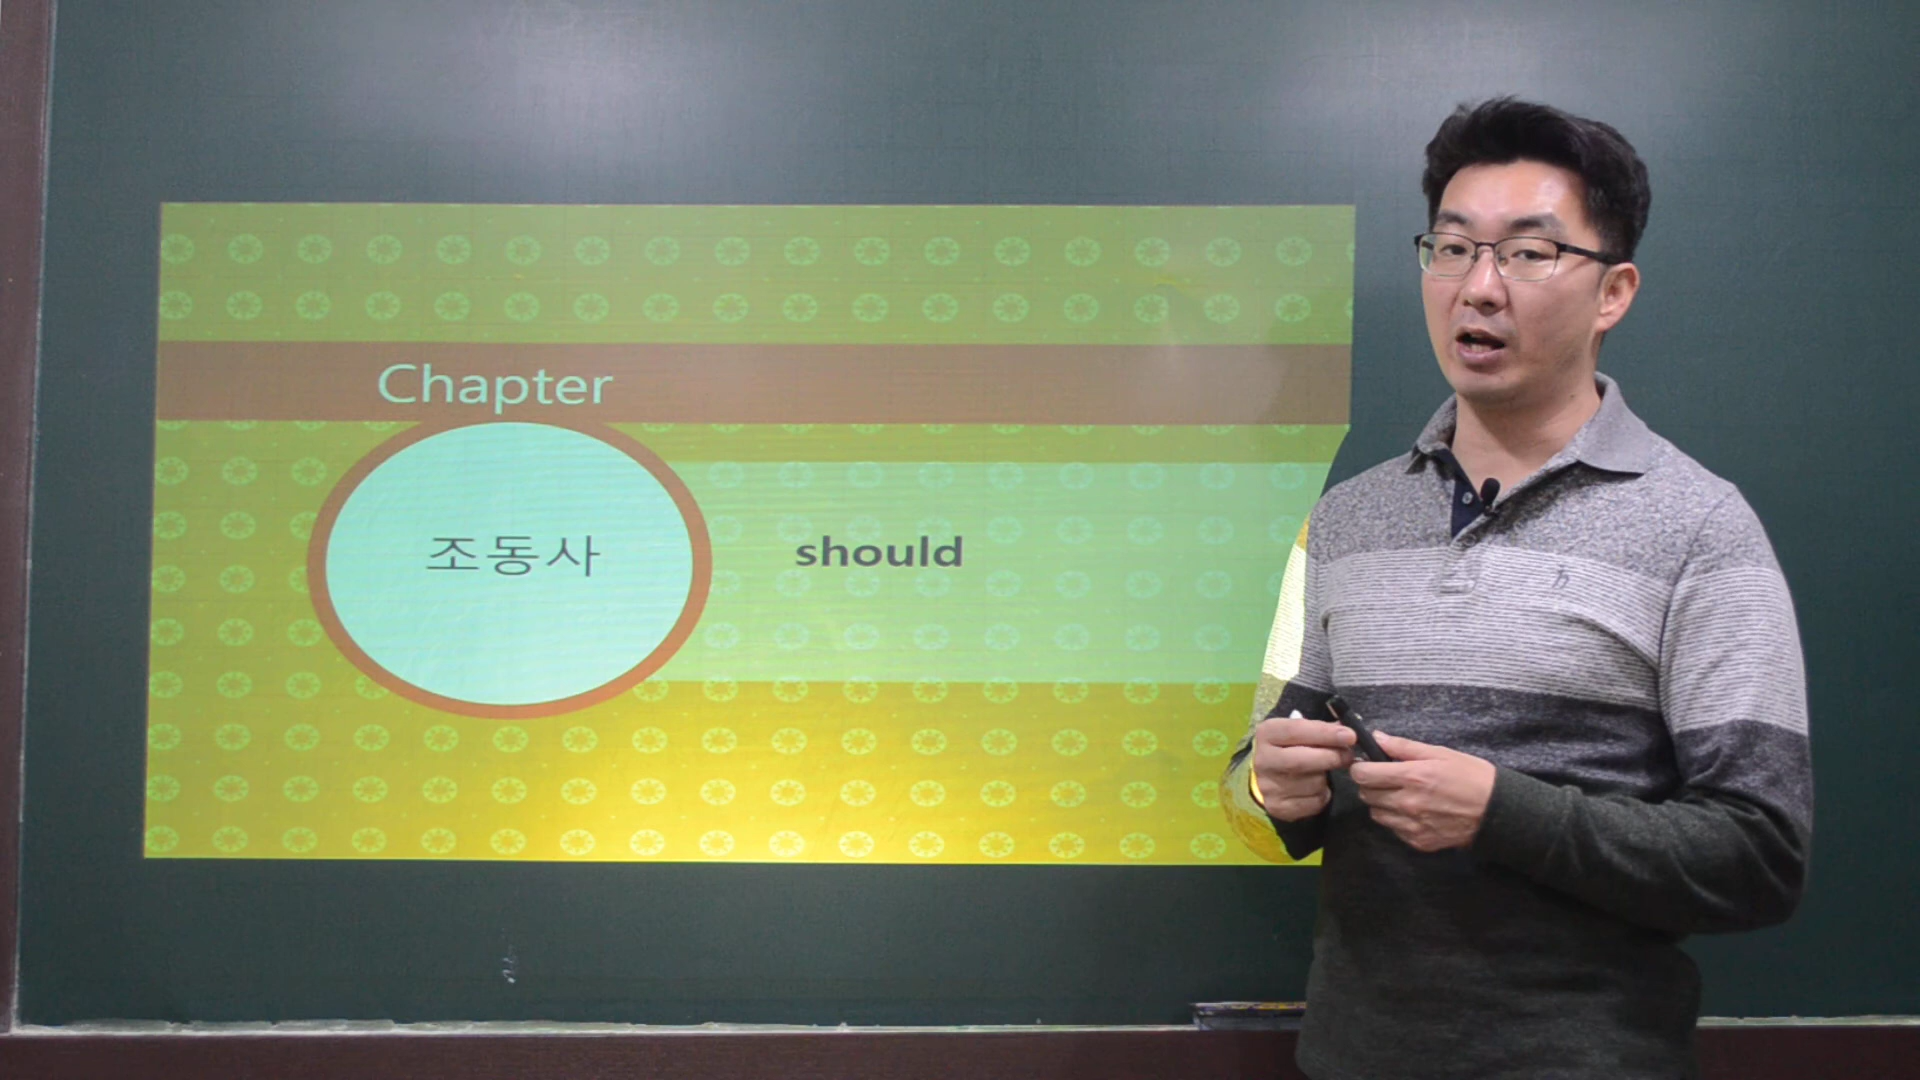 Chapter
조동사
should